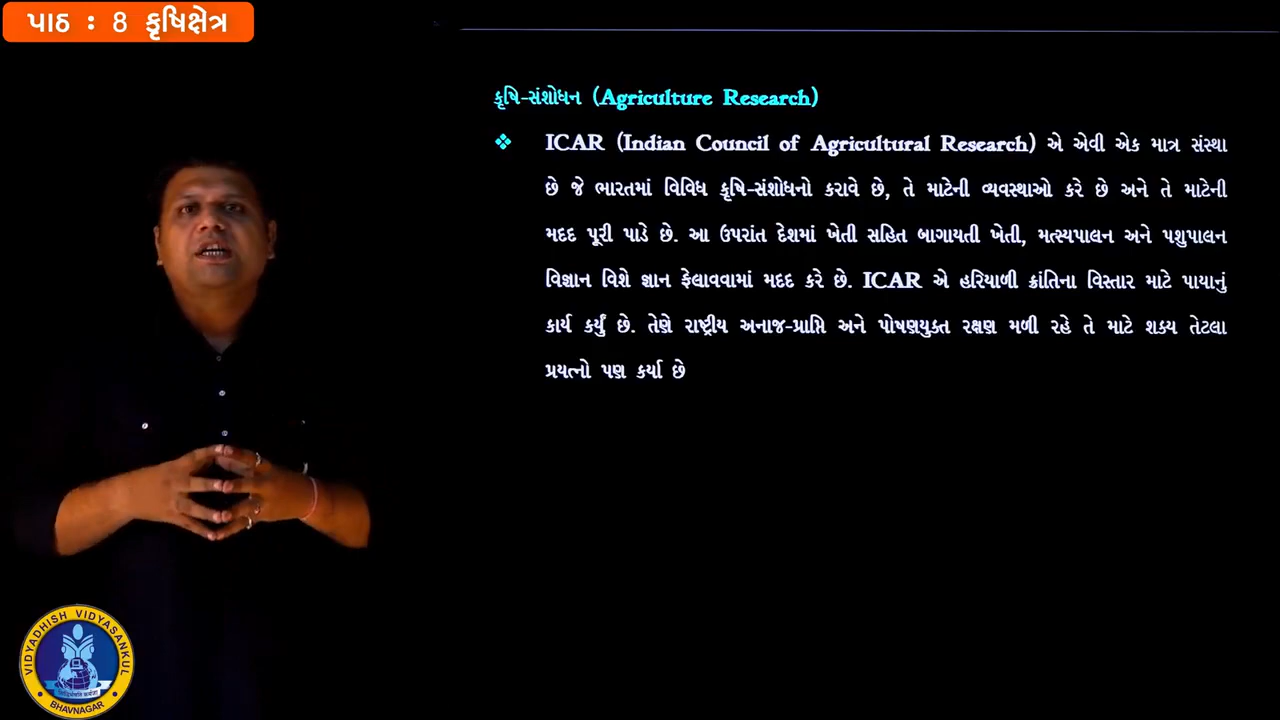 પાઠ : 8 કૃષિક્ષેત્ર
કૃષિ-સંશોધન (Agriculture Research)
❖ ICAR (Indian Council of Agricultural Research) એ એવી એક માત્ર સંસ્થા
છે જે ભારતમાં વિવિધ કૃષિ-સંશોધનો કરાવે છે, તે માટેની વ્યવસ્થાઓ કરે છે અને તે માટેની
મદદ પૂરી પાડે છે. આ ઉપરાંત દેશમાં ખેતી સહિત બાગાયતી ખેતી, મત્સ્યપાલન અને પશુપાલન
વિજ્ઞાન વિશે જ્ઞાન ફેલાવવામાં મદદ કરે છે. ICAR એ હરિયાળી ક્રાંતિના વિસ્તાર માટે પાયાનું
કાર્ય કર્યું છે. તેણે રાષ્ટ્રીય અનાજ-પ્રાપ્તિ અને પોષણયુક્ત રક્ષણ મળી રહે તે માટે શક્ય તેટલા
પ્રયત્નો પણ કર્યા છે
VIDYADHISH VIDYASANKUL
BHAVNAGAR